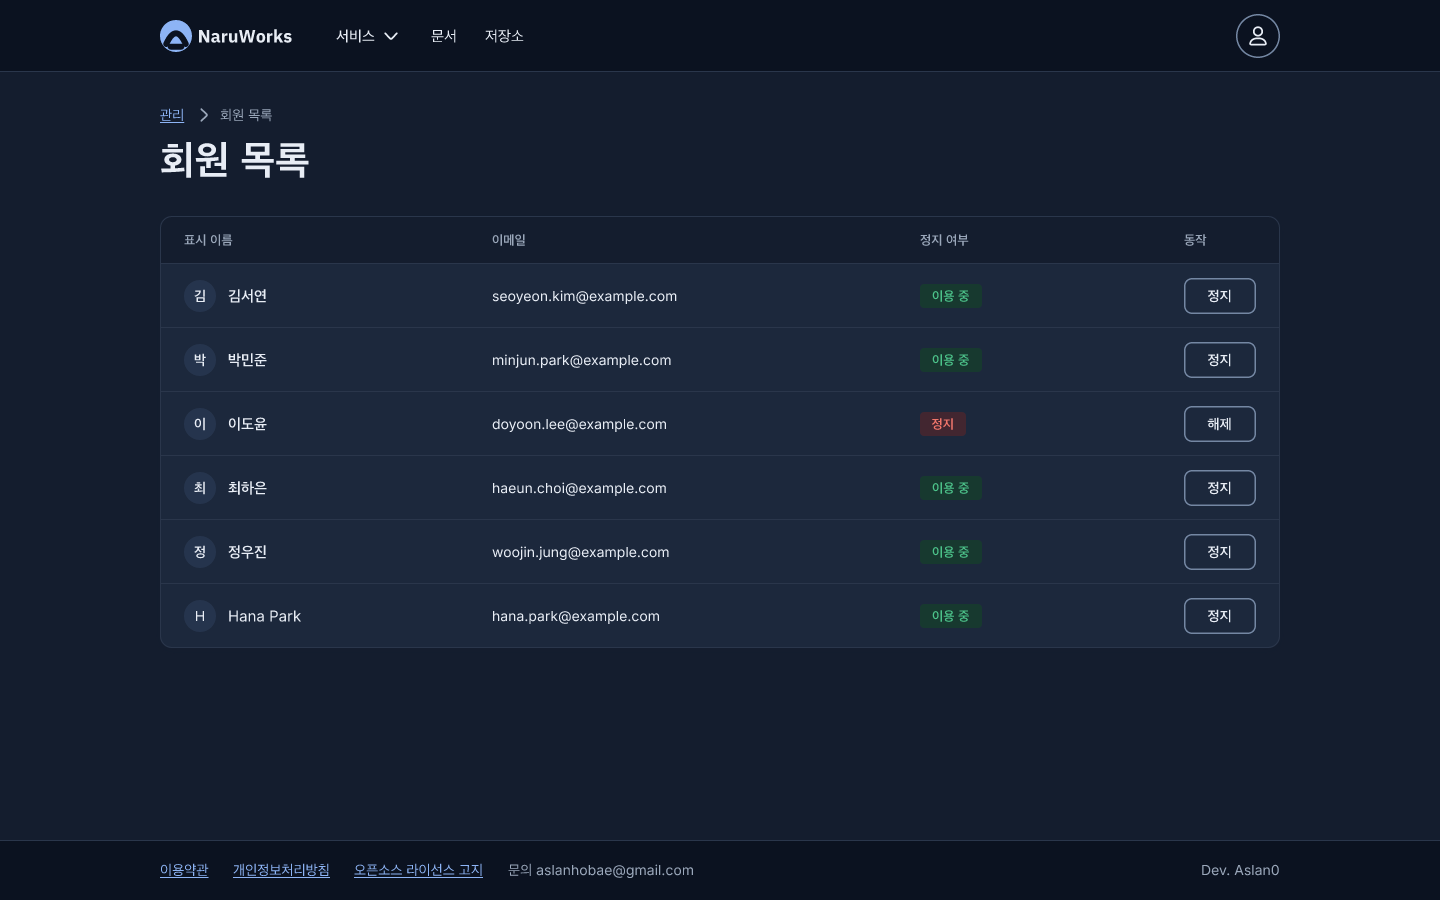 NaruWorks 서비스 문서 저장소
관리 회원 목록
회원 목록
표시 이름 이메일 정지 여부 동작
김 김서연 seoyeon.kim@example.com 이용 중 정지
박 박민준 minjun.park@example.com 이용 중 정지
이 이도윤 doyoon.lee@example.com 정지 해제
최 최하은 haeun.choi@example.com 이용 중 정지
정 정우진 woojin.jung@example.com 이용 중 정지
H Hana Park hana.park@example.com 이용 중 정지
이용약관 개인정보처리방침 오픈소스 라이선스 고지 문의 aslanhobae@gmail.com Dev. Aslan0